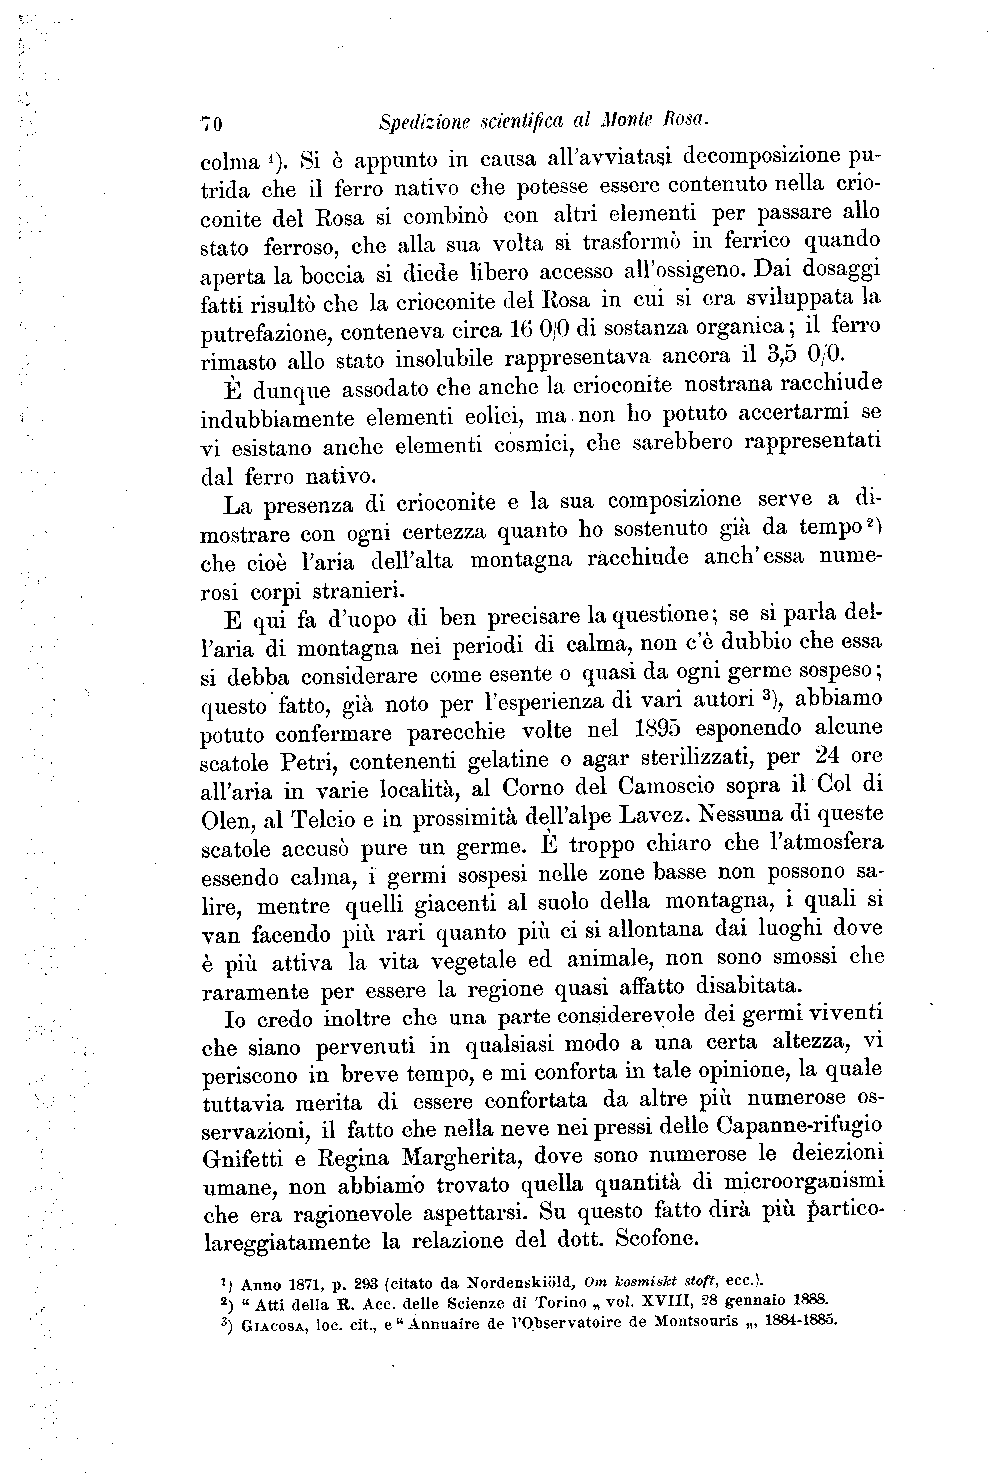 70 Spedizione scientifica al Monte Rosa.
colma ¹). Si è appunto in causa all'avviatasi decomposizione pu-
trida che il ferro nativo che potesse essere contenuto nella crio-
conite del Rosa si combinò con altri elementi per passare allo
stato ferroso, che alla sua volta si trasformò in ferrico quando
aperta la boccia si diede libero accesso all'ossigeno. Dai dosaggi
fatti risultò che la crioconite del Rosa in cui si era sviluppata la
putrefazione, conteneva circa 16 0/0 di sostanza organica; il ferro
rimasto allo stato insolubile rappresentava ancora il 3,5 0/0.
È dunque assodato che anche la crioconite nostrana racchiude
indubbiamente elementi eolici, ma non ho potuto accertarmi se
vi esistano anche elementi cosmici, che sarebbero rappresentati
dal ferro nativo.
La presenza di crioconite e la sua composizione serve a di-
mostrare con ogni certezza quanto ho sostenuto già da tempo ²)
che cioè l'aria dell'alta montagna racchiude anch'essa nume-
rosi corpi stranieri.
E qui fa d'uopo di ben precisare la questione; se si parla del-
l'aria di montagna nei periodi di calma, non c'è dubbio che essa
si debba considerare come esente o quasi da ogni germe sospeso;
questo fatto, già noto per l'esperienza di vari autori ³), abbiamo
potuto confermare parecchie volte nel 1895 esponendo alcune
scatole Petri, contenenti gelatine o agar sterilizzati, per 24 ore
all'aria in varie località, al Corno del Camoscio sopra il Col di
Olen, al Telcio e in prossimità dell'alpe Lavez. Nessuna di queste
scatole accusò pure un germe. È troppo chiaro che l'atmosfera
essendo calma, i germi sospesi nelle zone basse non possono sa-
lire, mentre quelli giacenti al suolo della montagna, i quali si
van facendo più rari quanto più ci si allontana dai luoghi dove
è più attiva la vita vegetale ed animale, non sono smossi che
raramente per essere la regione quasi affatto disabitata.
Io credo inoltre che una parte considerevole dei germi viventi
che siano pervenuti in qualsiasi modo a una certa altezza, vi
periscono in breve tempo, e mi conforta in tale opinione, la quale
tuttavia merita di essere confortata da altre più numerose os-
servazioni, il fatto che nella neve nei pressi delle Capanne-rifugio
Gnifetti e Regina Margherita, dove sono numerose le deiezioni
umane, non abbiamo trovato quella quantità di microorganismi
che era ragionevole aspettarsi. Su questo fatto dirà più partico-
lareggiatamente la relazione del dott. Scofone.
¹) Anno 1871, p. 293 (citato da Nordenskiöld, Om kosmiskt stoft, ecc.).
²) “ Atti della R. Acc. delle Scienze di Torino „ vol. XVIII, 28 gennaio 1888.
³) GIACOSA, loc. cit., e “ Annuaire de l'Observatoire de Montsouris „, 1884-1885.